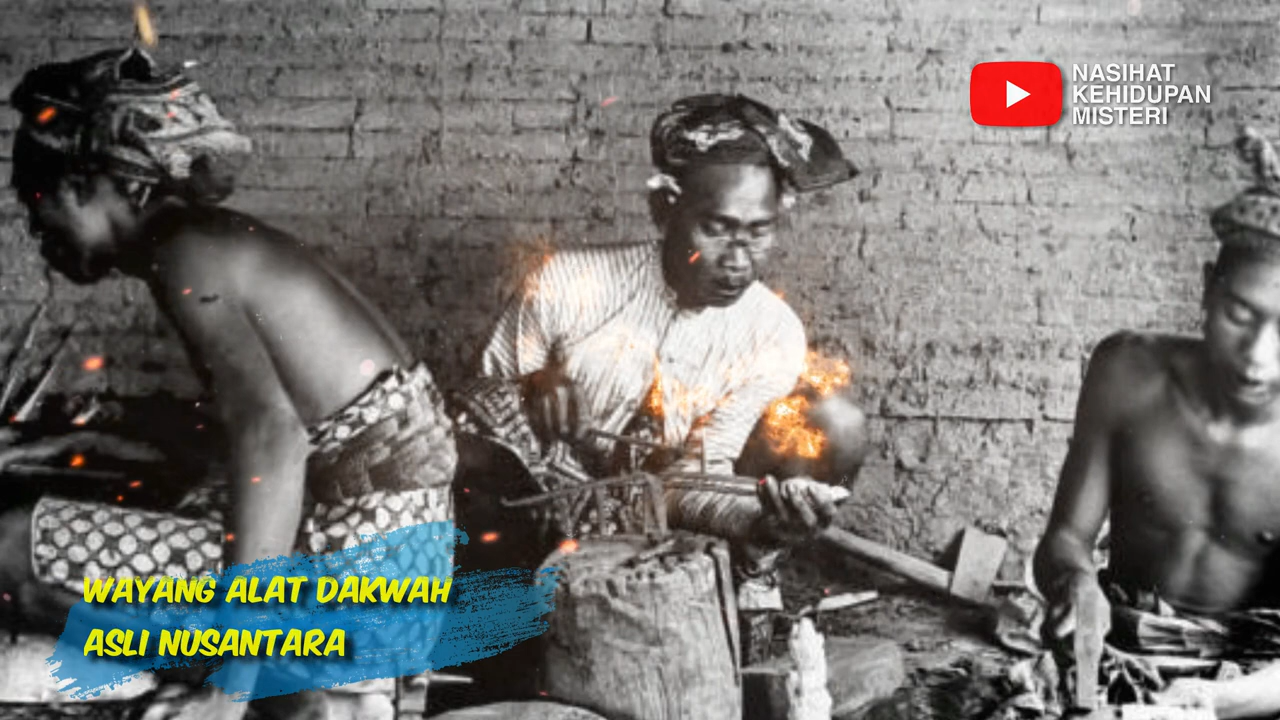 NASIHAT
KEHIDUPAN
MISTERI
WAYANG ALAT DAKWAH
ASLI NUSANTARA